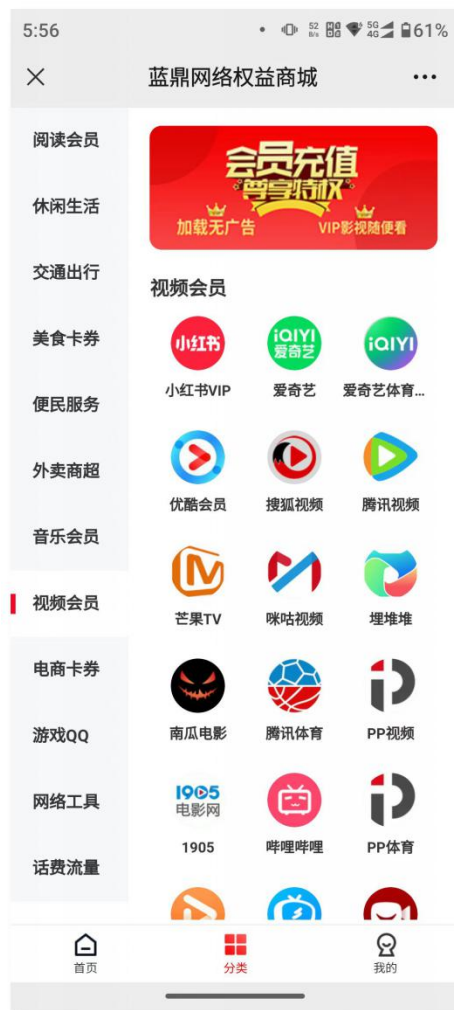 5:56
52
B/s
HD
5G
4G
61%
蓝鼎网络权益商城
阅读会员
休闲生活
交通出行
美食卡券
便民服务
外卖商超
音乐会员
视频会员
电商卡券
游戏QQ
网络工具
话费流量
会员充值
尊享特权
加载无广告
VIP影视随便看
视频会员
小红书
iQIYI
爱奇艺
iQIYI
小红书VIP
爱奇艺
爱奇艺体育...
优酷会员
搜狐视频
腾讯视频
芒果TV
咪咕视频
埋堆堆
南瓜电影
腾讯体育
PP视频
1905
电影网
1905
哔哩哔哩
PP体育
首页
分类
我的